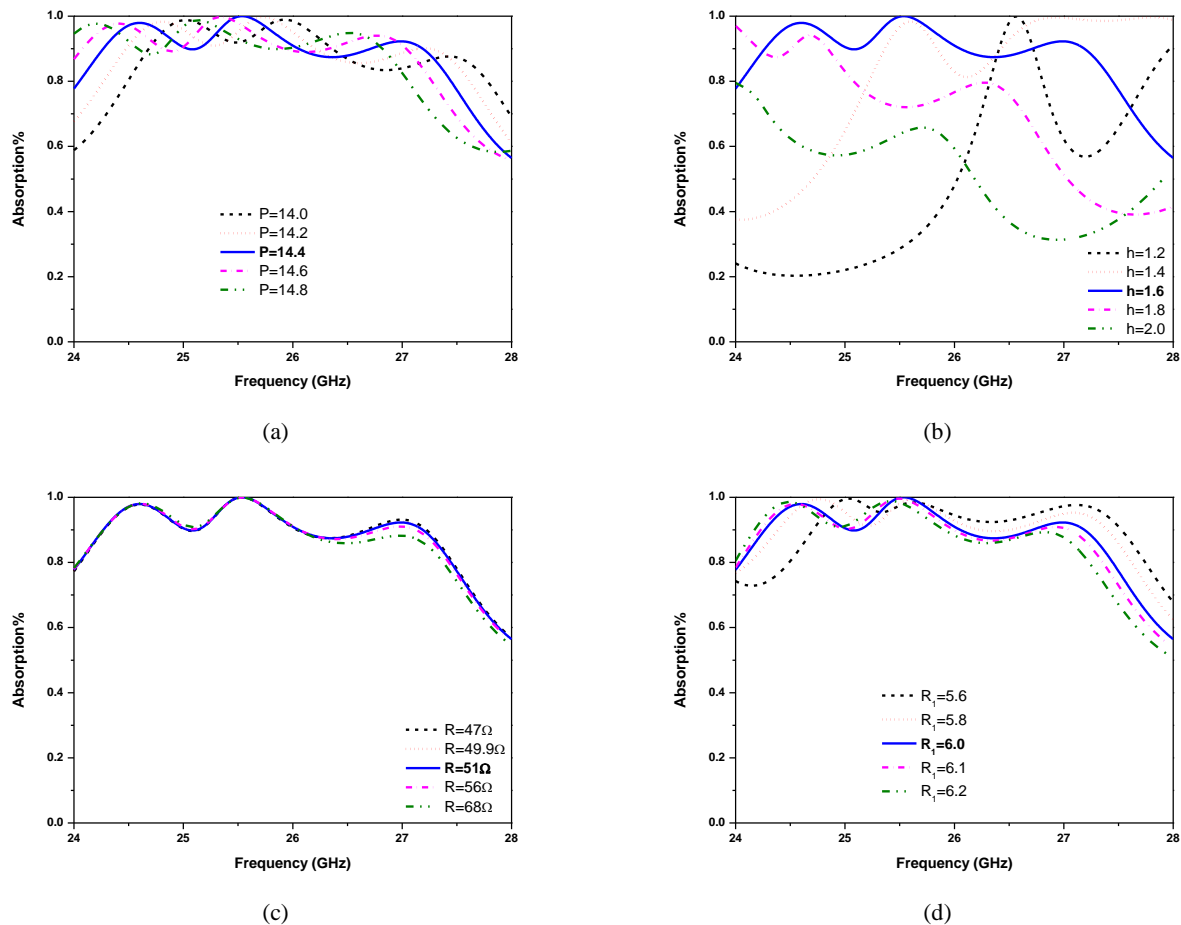 1.0
0.8
0.6
0.4
0.2
0.0
Absorption%
P=14.0
P=14.2
P=14.4
P=14.6
P=14.8
24 25 26 27 28
Frequency (GHz)
(a)
1.0
0.8
0.6
0.4
0.2
0.0
Absorption%
h=1.2
h=1.4
h=1.6
h=1.8
h=2.0
24 25 26 27 28
Frequency (GHz)
(b)
1.0
0.8
0.6
0.4
0.2
0.0
Absorption%
R=47Ω
R=49.9Ω
R=51Ω
R=56Ω
R=68Ω
24 25 26 27 28
Frequency (GHz)
(c)
1.0
0.8
0.6
0.4
0.2
0.0
Absorption%
R₁=5.6
R₁=5.8
R₁=6.0
R₁=6.1
R₁=6.2
24 25 26 27 28
Frequency (GHz)
(d)